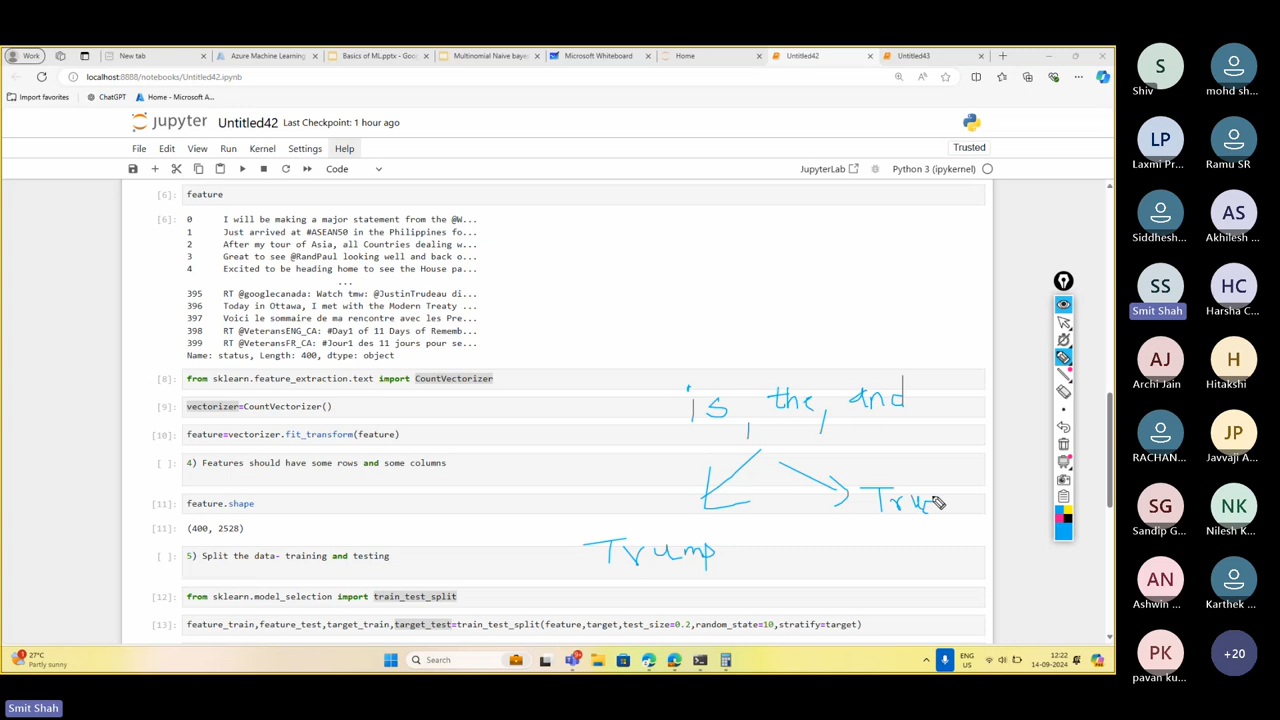 Work
New tab
Azure Machine Learning
Basics of ML.pptx - Goo
Multinomial Naive baye
Microsoft Whiteboard
Home
Untitled42
Untitled43
localhost:8888/notebooks/Untitled42.ipynb
Import favorites
ChatGPT
Home - Microsoft A...
jupyter Untitled42 Last Checkpoint: 1 hour ago
File Edit View Run Kernel Settings Help
Trusted
Code
JupyterLab
Python 3 (ipykernel)
[6]: feature
[6]: 0 I will be making a major statement from the @W...
1 Just arrived at #ASEAN50 in the Philippines fo...
2 After my tour of Asia, all Countries dealing w...
3 Great to see @RandPaul looking well and back o...
4 Excited to be heading home to see the House pa...
...
395 RT @googlecanada: Watch tmw: @JustinTrudeau di...
396 Today in Ottawa, I met with the Modern Treaty ...
397 Voici le sommaire de ma rencontre avec les Pre...
398 RT @VeteransENG_CA: #Day1 of 11 Days of Rememb...
399 RT @VeteransFR_CA: #Jour1 des 11 jours pour se...
Name: status, Length: 400, dtype: object
[8]: from sklearn.feature_extraction.text import CountVectorizer
is, the, and
[9]: vectorizer=CountVectorizer()
[10]: feature=vectorizer.fit_transform(feature)
[ ]: 4) Features should have some rows and some columns
[11]: feature.shape
Tru
[11]: (400, 2528)
Trump
[ ]: 5) Split the data- training and testing
[12]: from sklearn.model_selection import train_test_split
[13]: feature_train,feature_test,target_train,target_test=train_test_split(feature,target,test_size=0.2,random_state=10,stratify=target)
27°C
Partly sunny
Search
ENG
IN
12:22
14-09-2024
S
Shiv
mohd sh...
LP
Laxmi Pr...
Ramu SR
Siddhesh...
AS
Akhilesh ...
SS
Smit Shah
HC
Harsha C...
AJ
Archi Jain
H
Hitakshi
RACHAN...
JP
Javvaji A...
SG
Sandip G...
NK
Nilesh K...
AN
Ashwin ...
Karthek ...
PK
pavan ku...
+20
Smit Shah